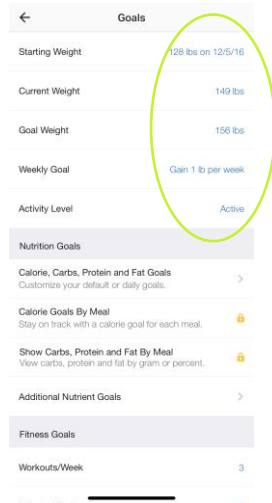 Goals
Starting Weight 128 lbs on 12/5/16
Current Weight 149 lbs
Goal Weight 156 lbs
Weekly Goal Gain 1 lb per week
Activity Level Active
Nutrition Goals
Calorie, Carbs, Protein and Fat Goals
Customize your default or daily goals.
Calorie Goals By Meal
Stay on track with a calorie goal for each meal.
Show Carbs, Protein and Fat By Meal
View carbs, protein and fat by gram or percent.
Additional Nutrient Goals
Fitness Goals
Workouts/Week 3